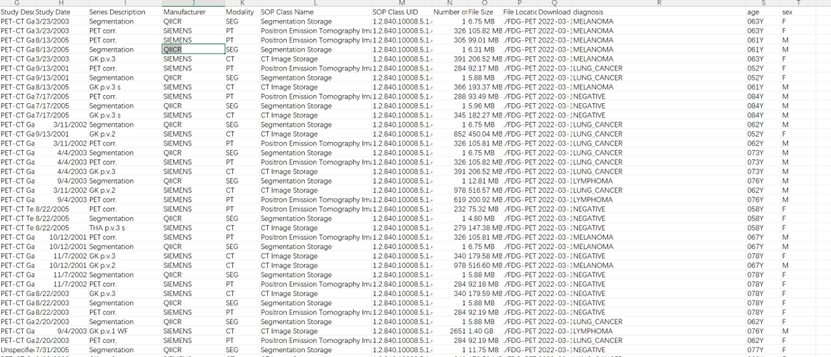 G H I J K L M N O P Q R S T
Study Desc Study Date Series Description Manufacturer Modality SOP Class Name SOP Class UID Number of File Size File Locatic Download diagnosis age sex
PET-CT Ga 3/23/2003 Segmentation QIICR SEG Segmentation Storage 1.2.840.10008.5.1. 1 6.75 MB ./FDG-PET 2022-03- MELANOMA 063Y F
PET-CT Ga 3/23/2003 PET corr. SIEMENS PT Positron Emission Tomography Ima 1.2.840.10008.5.1. 326 105.82 MB ./FDG-PET 2022-03- MELANOMA 063Y F
PET-CT Ga 8/13/2005 PET corr. SIEMENS PT Positron Emission Tomography Ima 1.2.840.10008.5.1. 305 99.01 MB ./FDG-PET 2022-03- MELANOMA 061Y M
PET-CT Ga 8/13/2005 Segmentation QIICR SEG Segmentation Storage 1.2.840.10008.5.1. 1 6.31 MB ./FDG-PET 2022-03- MELANOMA 061Y M
PET-CT Ga 3/23/2003 GK p.v.3 SIEMENS CT CT Image Storage 1.2.840.10008.5.1. 391 206.52 MB ./FDG-PET 2022-03- MELANOMA 063Y F
PET-CT Ga 9/13/2001 PET corr. SIEMENS PT Positron Emission Tomography Ima 1.2.840.10008.5.1. 284 92.17 MB ./FDG-PET 2022-03- LUNG_CANCER 052Y F
PET-CT Ga 9/13/2001 Segmentation QIICR SEG Segmentation Storage 1.2.840.10008.5.1. 1 5.88 MB ./FDG-PET 2022-03- LUNG_CANCER 052Y F
PET-CT Ga 8/13/2005 GK p.v.3 s SIEMENS CT CT Image Storage 1.2.840.10008.5.1. 366 193.37 MB ./FDG-PET 2022-03- MELANOMA 061Y M
PET-CT Ga 7/17/2005 PET corr. SIEMENS PT Positron Emission Tomography Ima 1.2.840.10008.5.1. 288 93.49 MB ./FDG-PET 2022-03- NEGATIVE 084Y M
PET-CT Ga 7/17/2005 Segmentation QIICR SEG Segmentation Storage 1.2.840.10008.5.1. 1 5.96 MB ./FDG-PET 2022-03- NEGATIVE 084Y M
PET-CT Ga 7/17/2005 GK p.v.3 s SIEMENS CT CT Image Storage 1.2.840.10008.5.1. 345 182.27 MB ./FDG-PET 2022-03- NEGATIVE 084Y M
PET-CT Ga 3/11/2002 Segmentation QIICR SEG Segmentation Storage 1.2.840.10008.5.1. 1 6.75 MB ./FDG-PET 2022-03- LUNG_CANCER 062Y M
PET-CT Ga 9/13/2001 GK p.v.2 SIEMENS CT CT Image Storage 1.2.840.10008.5.1. 852 450.04 MB ./FDG-PET 2022-03- LUNG_CANCER 052Y F
PET-CT Ga 3/11/2002 PET corr. SIEMENS PT Positron Emission Tomography Ima 1.2.840.10008.5.1. 326 105.81 MB ./FDG-PET 2022-03- LUNG_CANCER 062Y M
PET-CT Ga 4/4/2003 Segmentation QIICR SEG Segmentation Storage 1.2.840.10008.5.1. 1 6.75 MB ./FDG-PET 2022-03- LUNG_CANCER 073Y M
PET-CT Ga 4/4/2003 PET corr. SIEMENS PT Positron Emission Tomography Ima 1.2.840.10008.5.1. 326 105.82 MB ./FDG-PET 2022-03- LUNG_CANCER 073Y M
PET-CT Ga 4/4/2003 GK p.v.3 SIEMENS CT CT Image Storage 1.2.840.10008.5.1. 391 206.52 MB ./FDG-PET 2022-03- LUNG_CANCER 073Y M
PET-CT Ga 9/4/2003 Segmentation QIICR SEG Segmentation Storage 1.2.840.10008.5.1. 1 12.81 MB ./FDG-PET 2022-03- LYMPHOMA 076Y M
PET-CT Ga 3/11/2002 GK p.v.2 SIEMENS CT CT Image Storage 1.2.840.10008.5.1. 978 516.57 MB ./FDG-PET 2022-03- LUNG_CANCER 062Y M
PET-CT Ga 9/4/2003 PET corr. SIEMENS PT Positron Emission Tomography Ima 1.2.840.10008.5.1. 619 200.92 MB ./FDG-PET 2022-03- LYMPHOMA 076Y M
PET-CT Te 8/22/2005 PET corr. SIEMENS PT Positron Emission Tomography Ima 1.2.840.10008.5.1. 232 75.32 MB ./FDG-PET 2022-03- NEGATIVE 058Y F
PET-CT Te 8/22/2005 Segmentation QIICR SEG Segmentation Storage 1.2.840.10008.5.1. 1 4.80 MB ./FDG-PET 2022-03- NEGATIVE 058Y F
PET-CT Te 8/22/2005 THA p.v.3 s SIEMENS CT CT Image Storage 1.2.840.10008.5.1. 279 147.38 MB ./FDG-PET 2022-03- NEGATIVE 058Y F
PET-CT Ga 10/12/2001 PET corr. SIEMENS PT Positron Emission Tomography Ima 1.2.840.10008.5.1. 326 105.81 MB ./FDG-PET 2022-03- MELANOMA 067Y M
PET-CT Ga 10/12/2001 Segmentation QIICR SEG Segmentation Storage 1.2.840.10008.5.1. 1 6.75 MB ./FDG-PET 2022-03- MELANOMA 067Y M
PET-CT Ga 11/7/2002 GK p.v.3 SIEMENS CT CT Image Storage 1.2.840.10008.5.1. 340 179.58 MB ./FDG-PET 2022-03- NEGATIVE 078Y F
PET-CT Ga 10/12/2001 GK p.v.2 SIEMENS CT CT Image Storage 1.2.840.10008.5.1. 978 516.60 MB ./FDG-PET 2022-03- MELANOMA 067Y M
PET-CT Ga 11/7/2002 Segmentation QIICR SEG Segmentation Storage 1.2.840.10008.5.1. 1 5.88 MB ./FDG-PET 2022-03- NEGATIVE 078Y F
PET-CT Ga 11/7/2002 PET corr. SIEMENS PT Positron Emission Tomography Ima 1.2.840.10008.5.1. 284 92.18 MB ./FDG-PET 2022-03- NEGATIVE 078Y F
PET-CT Ga 8/22/2003 GK p.v.3 SIEMENS CT CT Image Storage 1.2.840.10008.5.1. 340 179.59 MB ./FDG-PET 2022-03- NEGATIVE 078Y F
PET-CT Ga 8/22/2003 Segmentation QIICR SEG Segmentation Storage 1.2.840.10008.5.1. 1 5.88 MB ./FDG-PET 2022-03- NEGATIVE 078Y F
PET-CT Ga 8/22/2003 PET corr. SIEMENS PT Positron Emission Tomography Ima 1.2.840.10008.5.1. 284 92.19 MB ./FDG-PET 2022-03- NEGATIVE 078Y F
PET-CT Ga 2/20/2003 Segmentation QIICR SEG Segmentation Storage 1.2.840.10008.5.1. 1 5.88 MB ./FDG-PET 2022-03- LUNG_CANCER 062Y F
PET-CT Ga 9/4/2003 GK p.v.1 WF SIEMENS CT CT Image Storage 1.2.840.10008.5.1. 2651 1.40 GB ./FDG-PET 2022-03- LYMPHOMA 076Y M
PET-CT Ga 2/20/2003 PET corr. SIEMENS PT Positron Emission Tomography Ima 1.2.840.10008.5.1. 284 92.19 MB ./FDG-PET 2022-03- LUNG_CANCER 062Y F
Unspecifie 7/31/2005 Segmentation QIICR SEG Segmentation Storage 1.2.840.10008.5.1. 1 11.75 MB ./FDG-PET 2022-03- NEGATIVE 077Y F